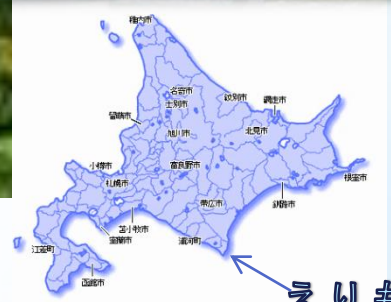 稚内市
名寄市
士別市
紋別市
網走市
留萌市
旭川市
北見市
小樽市
富良野市
根室市
札幌市
帯広市
釧路市
苫小牧市
室蘭市
浦河町
江差町
函館市
えりも